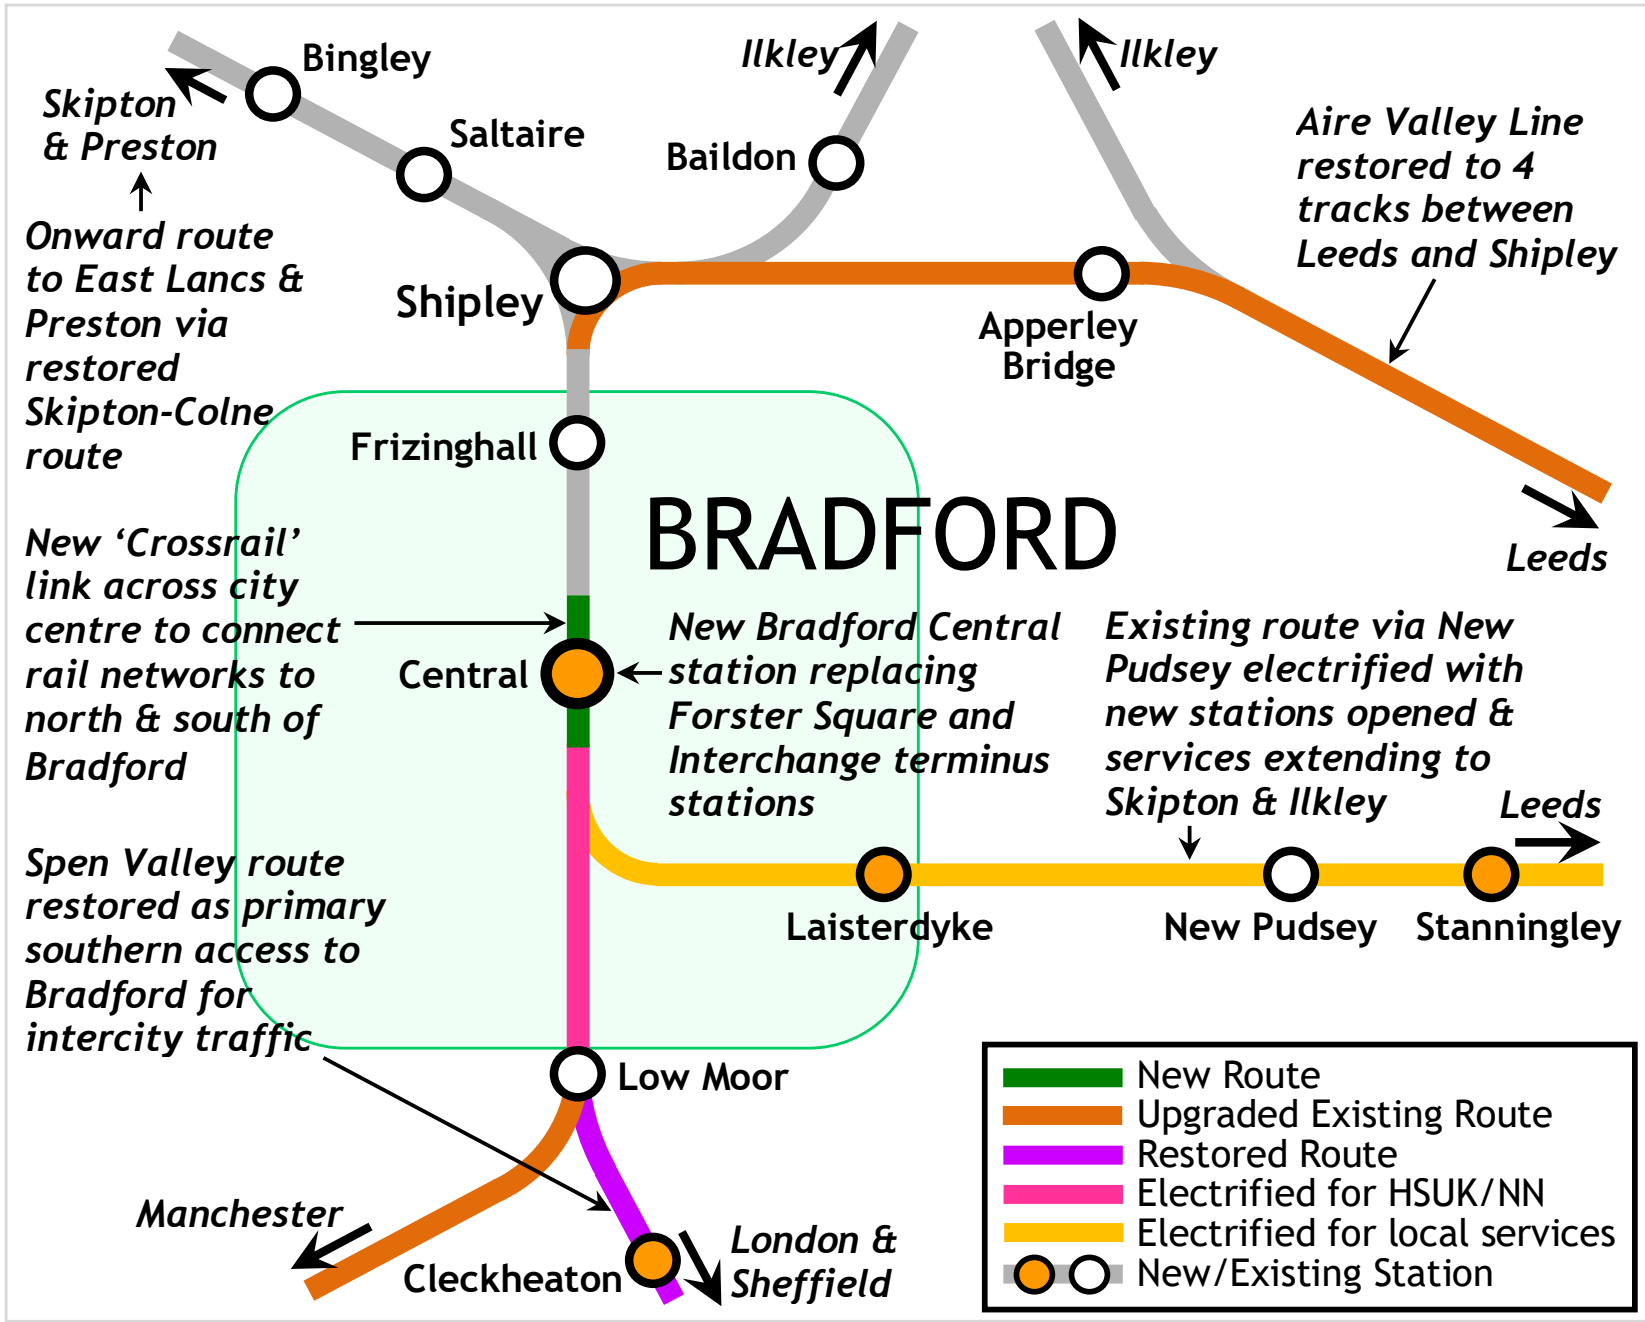 Bingley
Ilkley
Ilkley
Skipton
& Preston
Saltaire
Baildon
Aire Valley Line
restored to 4
tracks between
Leeds and Shipley
Onward route
to East Lancs &
Preston via
restored
Skipton-Colne
route
Shipley
Apperley
Bridge
Frizinghall
BRADFORD
Leeds
New ‘Crossrail’
link across city
centre to connect
rail networks to
north & south of
Bradford
Central
New Bradford Central
station replacing
Forster Square and
Interchange terminus
stations
Existing route via New
Pudsey electrified with
new stations opened &
services extending to
Skipton & Ilkley
Leeds
Spen Valley route
restored as primary
southern access to
Bradford for
intercity traffic
Laisterdyke
New Pudsey
Stanningley
Low Moor
Manchester
Cleckheaton
London &
Sheffield
New Route
Upgraded Existing Route
Restored Route
Electrified for HSUK/NN
Electrified for local services
New/Existing Station